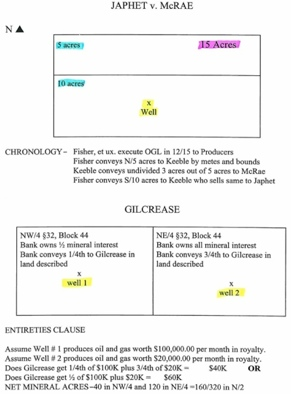 JAPHET v. McRAE
N ▲
5 acres
15 Acres
10 acres
x
Well
CHRONOLOGY – Fisher, et ux. execute OGL in 12/15 to Producers
Fisher conveys N/5 acres to Keeble by metes and bounds
Keeble conveys undivided 3 acres out of 5 acres to McRae
Fisher conveys S/10 acres to Keeble who sells same to Japhet
GILCREASE
NW/4 §32, Block 44
Bank owns ½ mineral interest
Bank conveys 1/4th to Gilcrease in
land described
x
well 1
NE/4 §32, Block 44
Bank owns all mineral interest
Bank conveys 3/4th to Gilcrease in
land described
x
well 2
ENTIRETIES CLAUSE
Assume Well # 1 produces oil and gas worth $100,000.00 per month in royalty.
Assume Well # 2 produces oil and gas worth $20,000.00 per month in royalty.
Does Gilcrease get 1/4th of $100K plus 3/4th of $20K = $40K OR
Does Gilcrease get ½ of $100K plus $20K = $60K
NET MINERAL ACRES–40 in NW/4 and 120 in NE/4 =160/320 in N/2